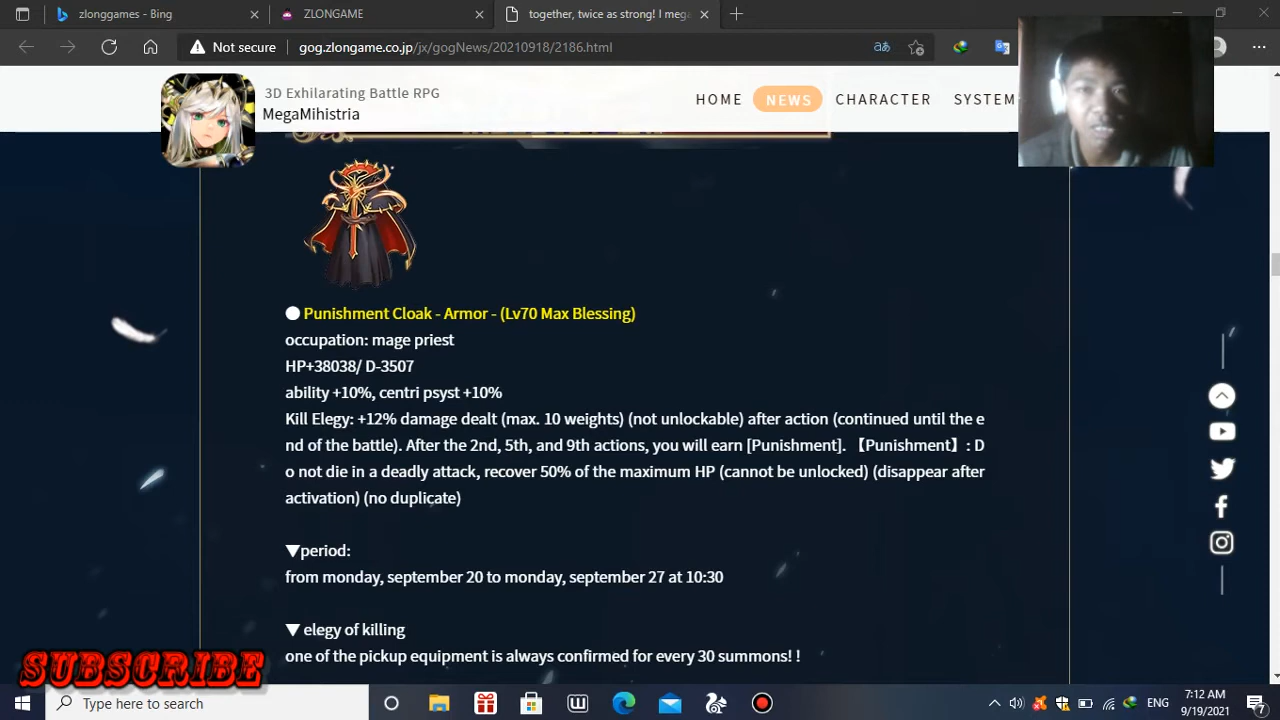 zlonggames - Bing
ZLONGAME
together, twice as strong! I mega
Not secure
gog.zlongame.co.jp/jx/gogNews/20210918/2186.html
3D Exhilarating Battle RPG
MegaMihistria
HOME
NEWS
CHARACTER
SYSTEM
Punishment Cloak - Armor - (Lv70 Max Blessing)
occupation: mage priest
HP+38038/ D-3507
ability +10%, centri psyst +10%
Kill Elegy: +12% damage dealt (max. 10 weights) (not unlockable) after action (continued until the e
nd of the battle). After the 2nd, 5th, and 9th actions, you will earn [Punishment]. 【Punishment】: D
o not die in a deadly attack, recover 50% of the maximum HP (cannot be unlocked) (disappear after
activation) (no duplicate)
▼period:
from monday, september 20 to monday, september 27 at 10:30
▼ elegy of killing
one of the pickup equipment is always confirmed for every 30 summons! !
SUBSCRIBE
Type here to search
ENG
7:12 AM
9/19/2021
7